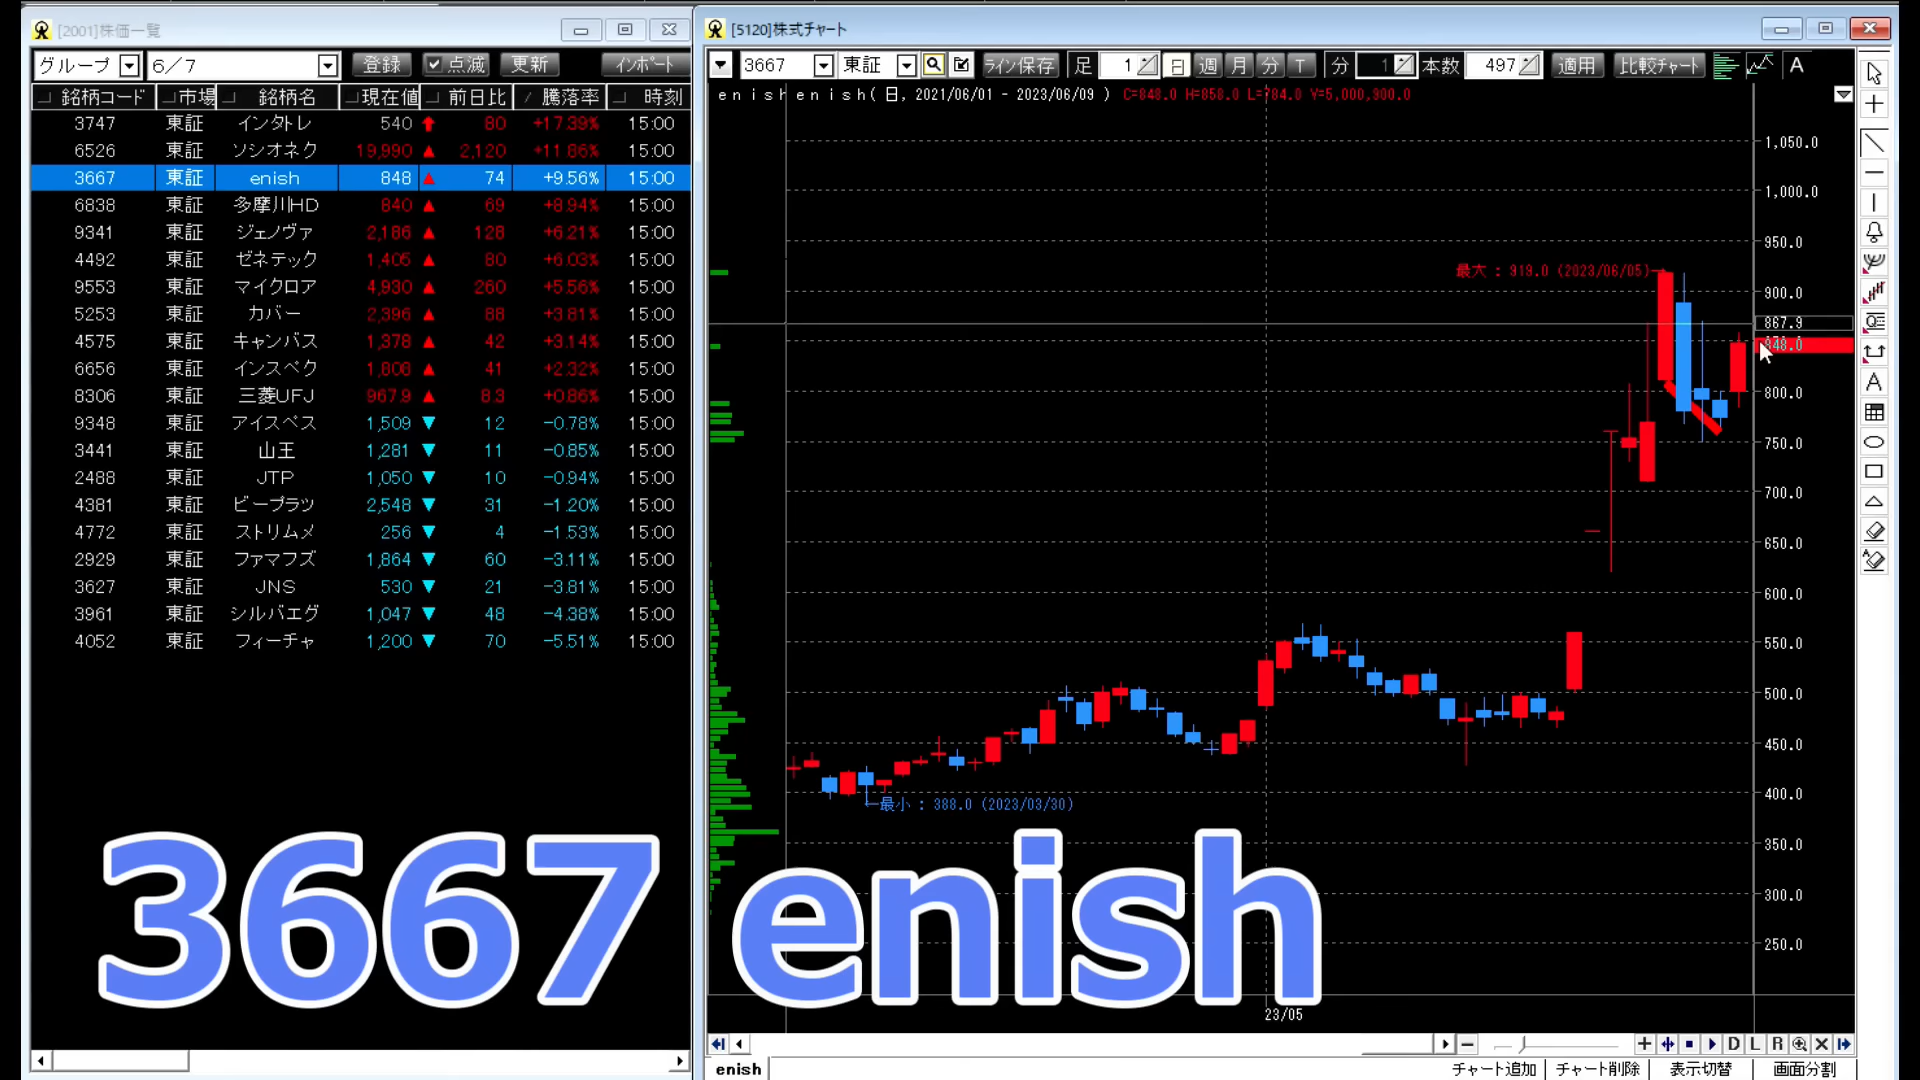 [2001]株価一覧
グループ 6／7 登録 点滅 更新 インポート
銘柄コード 市場 銘柄名 現在値 前日比 騰落率 時刻
3747 東証 インタトレ 540 80 +17.39% 15:00
6526 東証 ソシオネク 19,990 2,120 +11.86% 15:00
3667 東証 enish 848 74 +9.56% 15:00
6838 東証 多摩川HD 840 69 +8.94% 15:00
9341 東証 ジェノヴァ 2,186 128 +6.21% 15:00
4492 東証 ゼネテック 1,406 80 +6.03% 15:00
9553 東証 マイクロア 4,930 260 +5.56% 15:00
5253 東証 カバー 2,396 88 +3.81% 15:00
4575 東証 キャンバス 1,378 42 +3.14% 15:00
6656 東証 インスペク 1,806 41 +2.32% 15:00
8306 東証 三菱UFJ 967.9 8.3 +0.86% 15:00
9348 東証 アイスペス 1,509 12 -0.78% 15:00
3441 東証 山王 1,281 11 -0.85% 15:00
2488 東証 JTP 1,050 10 -0.94% 15:00
4381 東証 ビープラツ 2,548 31 -1.20% 15:00
4772 東証 ストリムメ 256 4 -1.53% 15:00
2929 東証 ファマフズ 1,864 60 -3.11% 15:00
3627 東証 JNS 530 21 -3.81% 15:00
3961 東証 シルバエグ 1,047 48 -4.38% 15:00
4052 東証 フィーチャ 1,200 70 -5.51% 15:00
[5120]株式チャート
3667 東証 ライン保存 足 1 日 週 月 分 T 分 1 本数 497 適用 比較チャート A
enish enish( 日, 2021/06/01 - 2023/06/09 ) C=848.0 H=858.0 L=784.0 V=5,000,900.0
1,050.0
1,000.0
950.0
最大 : 919.0 (2023/06/05)
900.0
867.9
848.0
800.0
750.0
700.0
650.0
600.0
550.0
500.0
450.0
400.0
最小 : 388.0 (2023/03/30)
350.0
300.0
250.0
23/05
3667 enish
D L R
enish
チャート追加 チャート削除 表示切替 画面分割